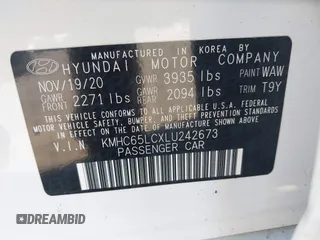 MANUFACTURED IN KOREA BY
HYUNDAI MOTOR COMPANY
NOV/19/20 GVWR 3935 lbs PAINT WAW
GAWR FRONT 2271 lbs GAWR REAR 2094 lbs TRIM T9Y
THIS VEHICLE CONFORMS TO ALL APPLICABLE U.S.
FEDERAL MOTOR VEHICLE SAFETY, BUMPER, AND THEFT
PREVENTION STANDARDS IN EFFECT ON THE DATE OF
MANUFACTURE SHOWN ABOVE.
V.I.N. KMHC65LCXLU242673
PASSENGER CAR
DREAMBID